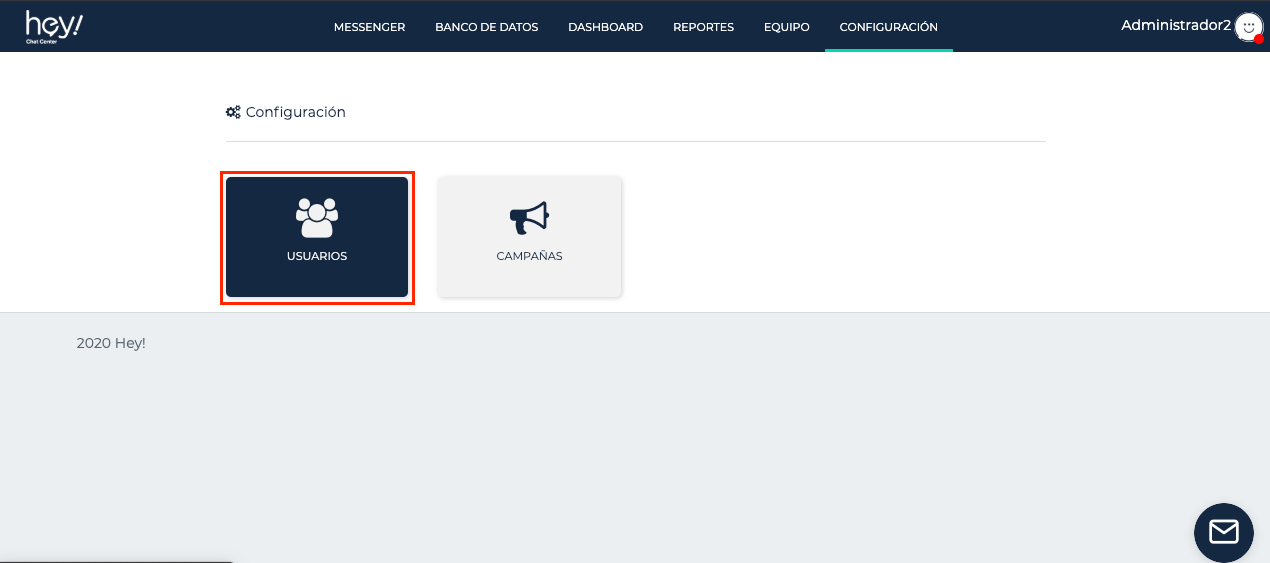 hey!
Chat Center
MESSENGER BANCO DE DATOS DASHBOARD REPORTES EQUIPO CONFIGURACIÓN
Administrador2
Configuración
USUARIOS
CAMPAÑAS
2020 Hey!